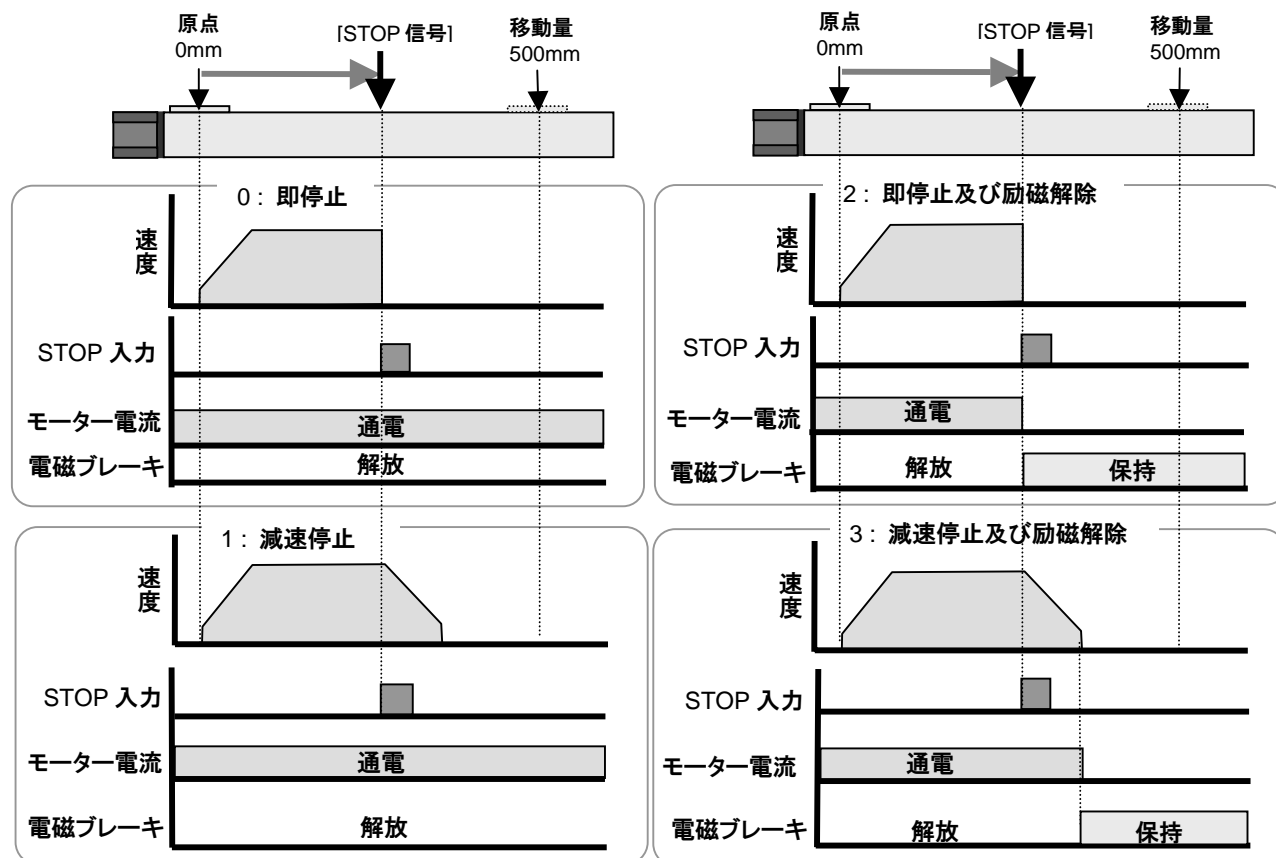 原点
0mm
[STOP 信号]
移動量
500mm
原点
0mm
[STOP 信号]
移動量
500mm
0 : 即停止
速度
STOP 入力
モーター電流
通電
電磁ブレーキ
解放
2 : 即停止及び励磁解除
速度
STOP 入力
モーター電流
通電
電磁ブレーキ
解放
保持
1 : 減速停止
速度
STOP 入力
モーター電流
通電
電磁ブレーキ
解放
3 : 減速停止及び励磁解除
速度
STOP 入力
モーター電流
通電
電磁ブレーキ
解放
保持